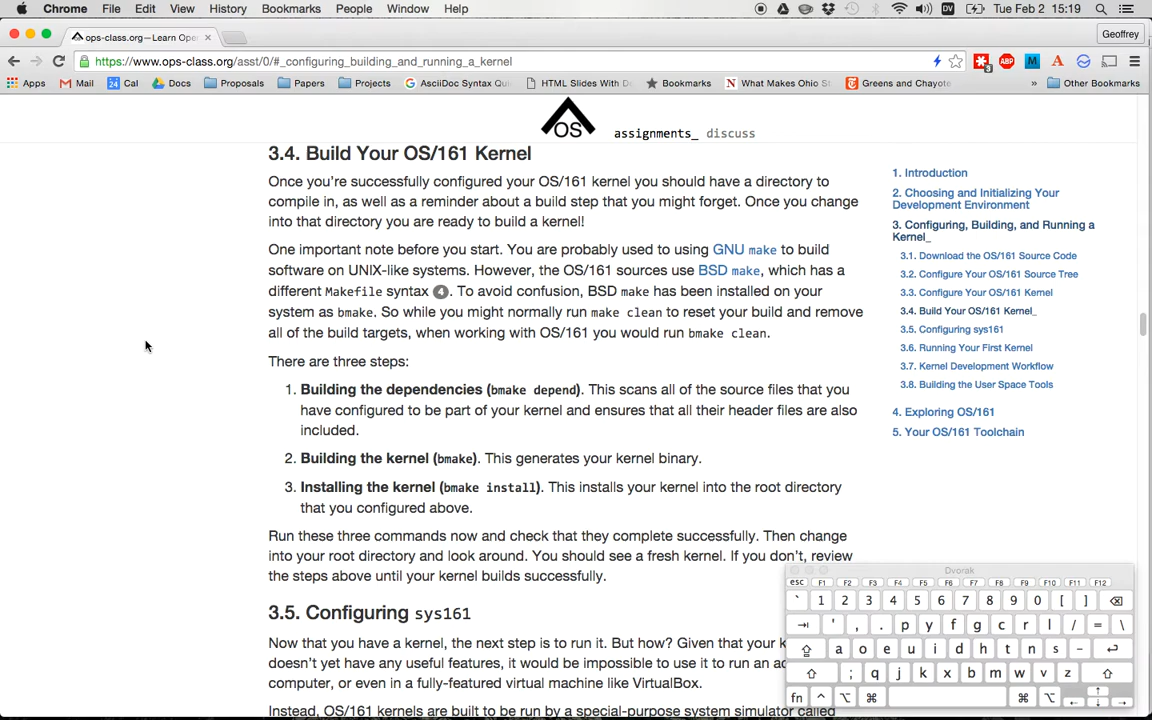 Chrome File Edit View History Bookmarks People Window Help DV Tue Feb 2 15:19
ops-class.org—Learn Ope Geoffrey
https://www.ops-class.org/asst/0/#_configuring_building_and_running_a_kernel
Apps Mail 24 Cal Docs Proposals Papers Projects AsciiDoc Syntax Qui HTML Slides With D Bookmarks What Makes Ohio St Greens and Chayote » Other Bookmarks
OS assignments_ discuss
3.4. Build Your OS/161 Kernel
Once you're successfully configured your OS/161 kernel you should have a directory to
compile in, as well as a reminder about a build step that you might forget. Once you change
into that directory you are ready to build a kernel!
One important note before you start. You are probably used to using GNU make to build
software on UNIX-like systems. However, the OS/161 sources use BSD make, which has a
different Makefile syntax 4. To avoid confusion, BSD make has been installed on your
system as bmake. So while you might normally run make clean to reset your build and remove
all of the build targets, when working with OS/161 you would run bmake clean.
There are three steps:
1. Building the dependencies (bmake depend). This scans all of the source files that you
have configured to be part of your kernel and ensures that all their header files are also
included.
2. Building the kernel (bmake). This generates your kernel binary.
3. Installing the kernel (bmake install). This installs your kernel into the root directory
that you configured above.
Run these three commands now and check that they complete successfully. Then change
into your root directory and look around. You should see a fresh kernel. If you don't, review
the steps above until your kernel builds successfully.
3.5. Configuring sys161
Now that you have a kernel, the next step is to run it. But how? Given that your k
doesn't yet have any useful features, it would be impossible to use it to run an ac
computer, or even in a fully-featured virtual machine like VirtualBox.
Instead, OS/161 kernels are built to be run by a special-purpose system simulator called
1. Introduction
2. Choosing and Initializing Your
Development Environment
3. Configuring, Building, and Running a
Kernel_
3.1. Download the OS/161 Source Code
3.2. Configure Your OS/161 Source Tree
3.3. Configure Your OS/161 Kernel
3.4. Build Your OS/161 Kernel_
3.5. Configuring sys161
3.6. Running Your First Kernel
3.7. Kernel Development Workflow
3.8. Building the User Space Tools
4. Exploring OS/161
5. Your OS/161 Toolchain
Dvorak
esc F1 F2 F3 F4 F5 F6 F7 F8 F9 F10 F11 F12
` 1 2 3 4 5 6 7 8 9 0 [ ]
' , . p y f g c r l / = \
a o e u i d h t n s -
; q j k x b m w v z
fn ^ ⌥ ⌘ ⌘ ⌥